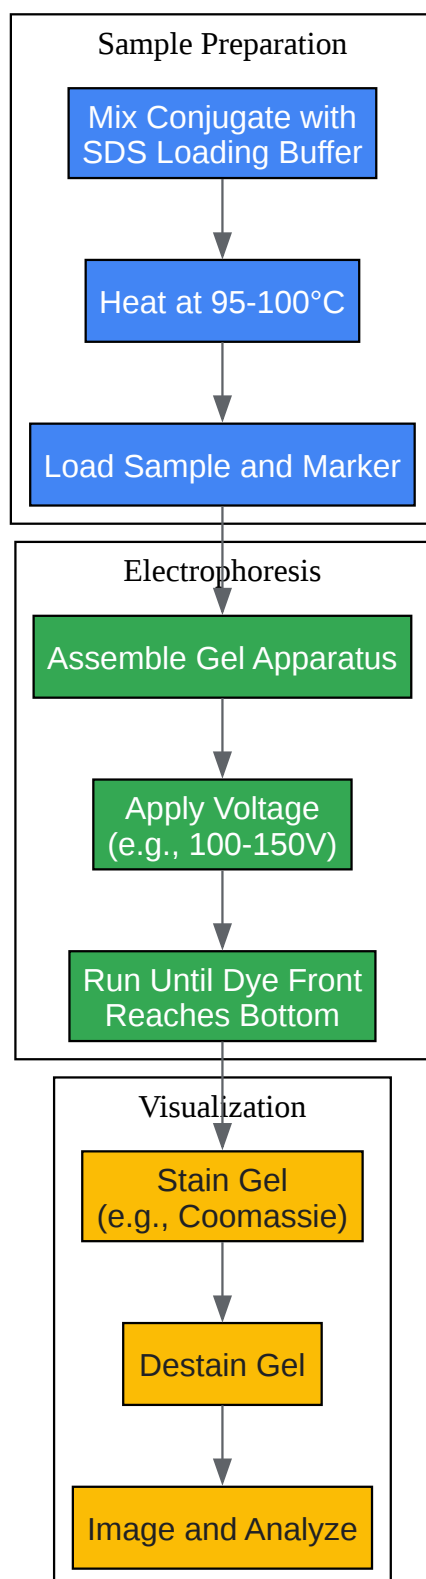 Sample Preparation
Mix Conjugate with
SDS Loading Buffer
Heat at 95-100°C
Load Sample and Marker
Electrophoresis
Assemble Gel Apparatus
Apply Voltage
(e.g., 100-150V)
Run Until Dye Front
Reaches Bottom
Visualization
Stain Gel
(e.g., Coomassie)
Destain Gel
Image and Analyze